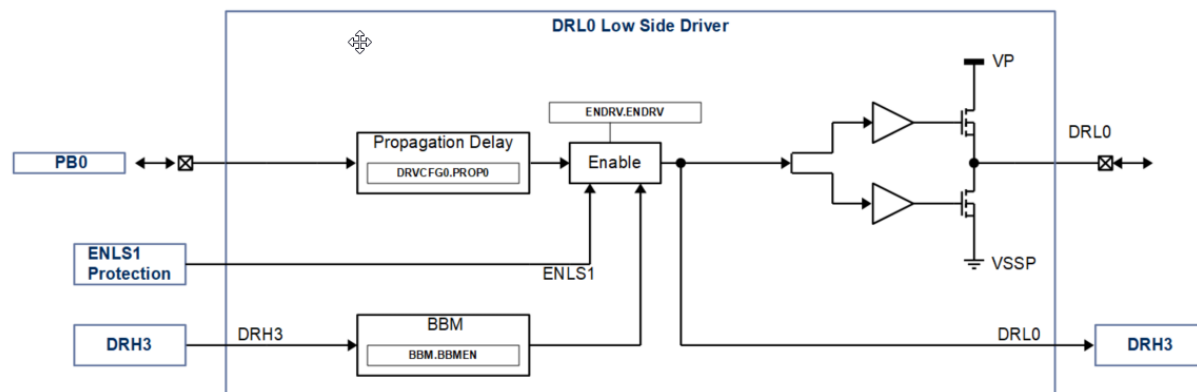 DRL0 Low Side Driver
VP
ENDRV.ENDRV
Propagation Delay
DRVCFG0.PROP0
Enable
DRL0
PB0
ENLS1
Protection
ENLS1
VSSP
DRH3
DRH3
BBM
BBM.BBMEN
DRL0
DRH3